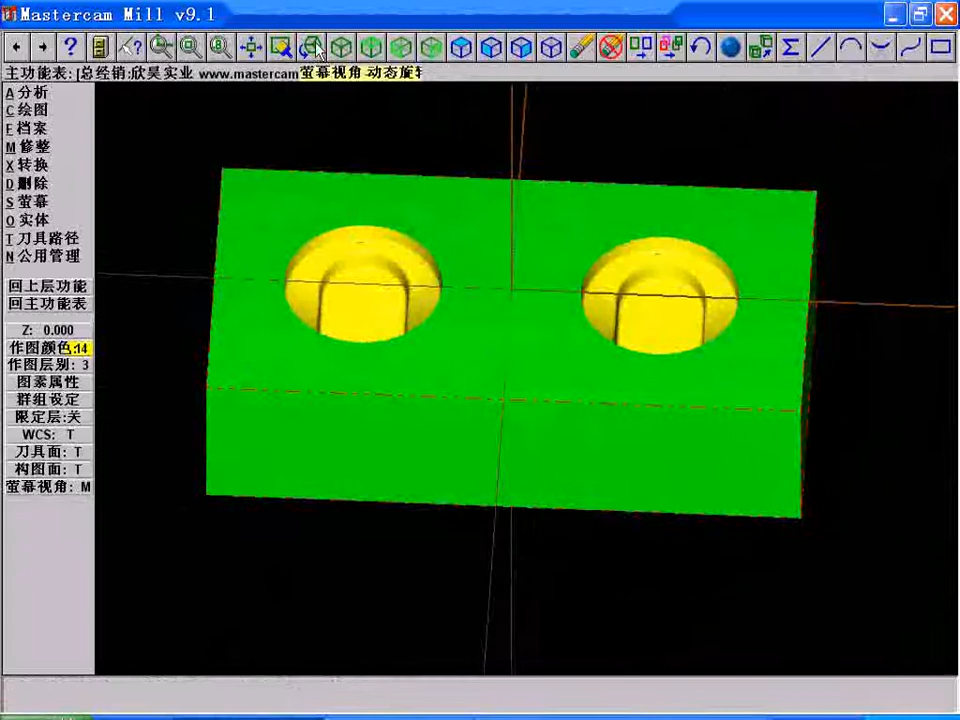 Mastercam Mill v9.1
主功能表: [总经销:欣昊实业 www.mastercam
萤幕视角-动态旋转
A 分析
C 绘图
F 档案
M 修整
X 转换
D 删除
S 萤幕
O 实体
T 刀具路径
N 公用管理
回上层功能
回主功能表
Z: 0.000
作图颜色:14
作图层别: 3
图素属性
群组设定
限定层:关
WCS: T
刀具面: T
构图面: T
萤幕视角: M